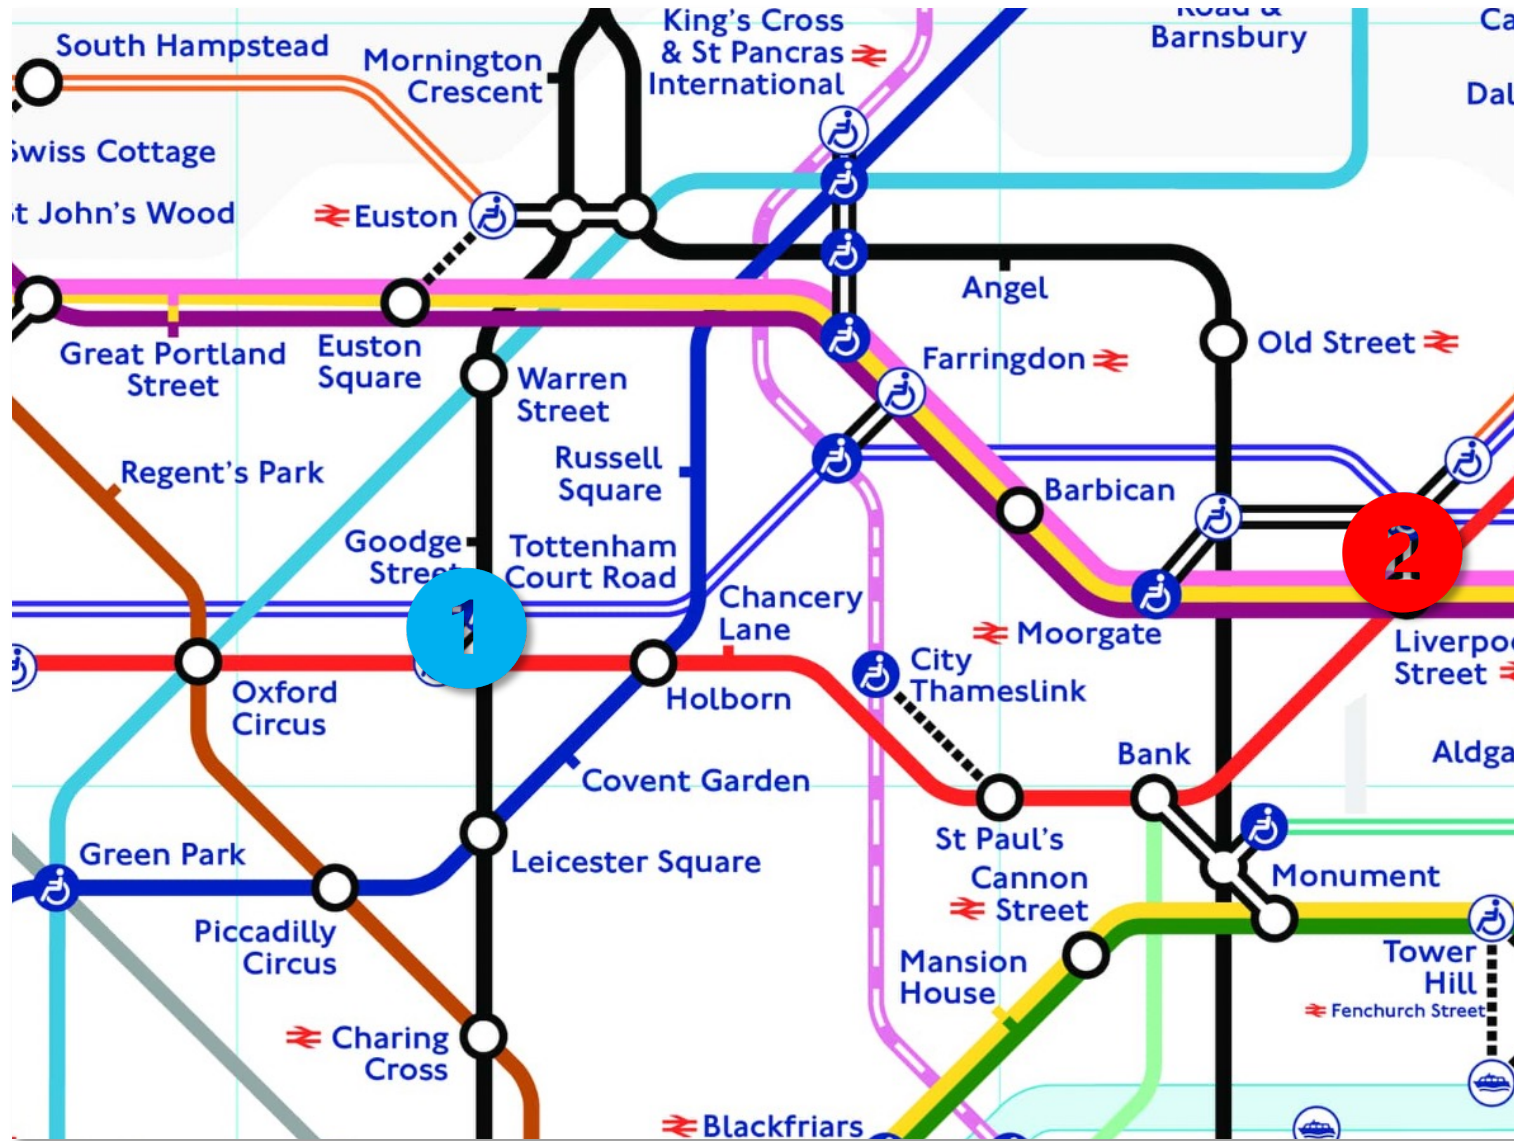 South Hampstead
Mornington
Crescent
King's Cross
& St Pancras
International
Road &
Barnsbury
Swiss Cottage
St John's Wood
Euston
Angel
Old Street
Great Portland
Street
Euston
Square
Warren
Street
Farringdon
Regent's Park
Russell
Square
Barbican
Goodge
Street
Tottenham
Court Road
1
2
Chancery
Lane
Moorgate
City
Thameslink
Oxford
Circus
Holborn
Street
Bank
Covent Garden
Green Park
Leicester Square
St Paul's
Cannon
Street
Monument
Piccadilly
Circus
Mansion
House
Tower
Hill
Fenchurch Street
Charing
Cross
Blackfriars